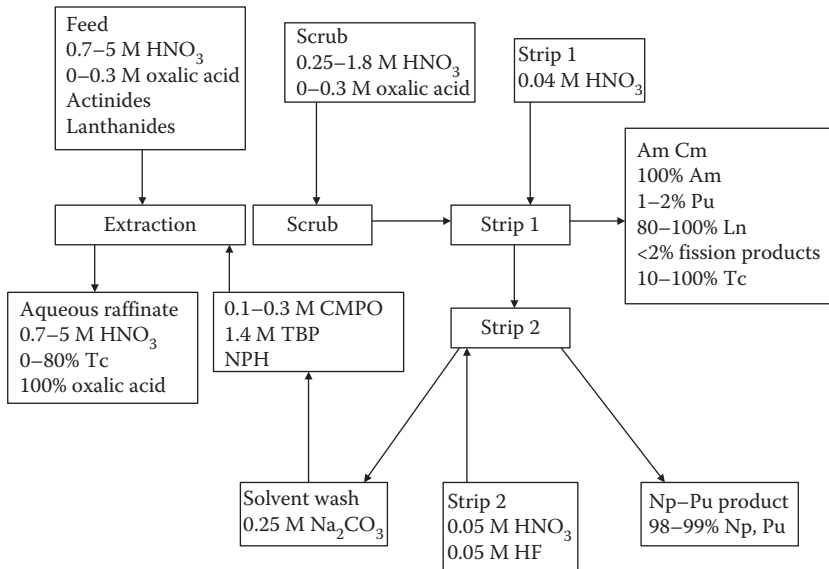 Feed
0.7–5 M HNO₃
0–0.3 M oxalic acid
Actinides
Lanthanides
Scrub
0.25–1.8 M HNO₃
0–0.3 M oxalic acid
Strip 1
0.04 M HNO₃
Am Cm
100% Am
1–2% Pu
80–100% Ln
<2% fission products
10–100% Tc
Extraction
Scrub
Strip 1
Aqueous raffinate
0.7–5 M HNO₃
0–80% Tc
100% oxalic acid
0.1–0.3 M CMPO
1.4 M TBP
NPH
Strip 2
Solvent wash
0.25 M Na₂CO₃
Strip 2
0.05 M HNO₃
0.05 M HF
Np–Pu product
98–99% Np, Pu